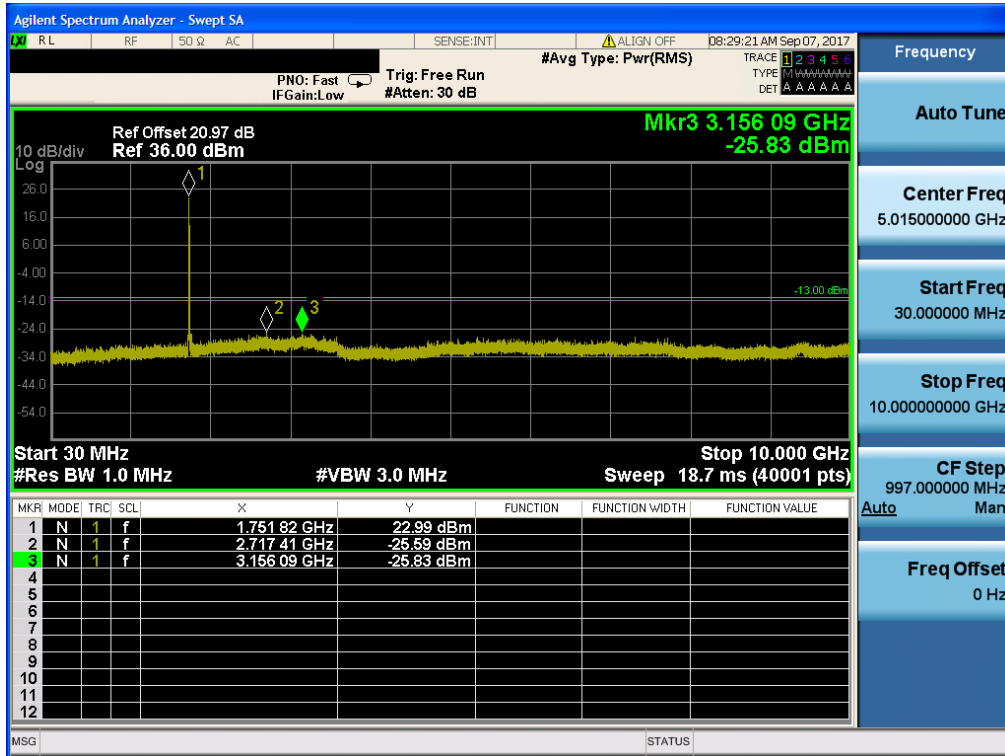 Agilent Spectrum Analyzer - Swept SA
LXI RL RF 50 Ω AC SENSE:INT ALIGN OFF 08:29:21 AM Sep 07, 2017
Frequency
#Avg Type: Pwr(RMS)
TRACE 1 2 3 4 5 6
PNO: Fast Trig: Free Run
TYPE MWWWWW
IFGain:Low #Atten: 30 dB
DET A A A A A A
Auto Tune
Mkr3 3.156 09 GHz
-25.83 dBm
Ref Offset 20.97 dB
10 dB/div Ref 36.00 dBm
Log
1
26.0
16.0
6.00
-4.00
-14.0
-24.0
-34.0
-44.0
-54.0
-13.00 dBm
2
3
Center Freq
5.015000000 GHz
Start Freq
30.000000 MHz
Stop Freq
10.000000000 GHz
Start 30 MHz Stop 10.000 GHz
#Res BW 1.0 MHz #VBW 3.0 MHz Sweep 18.7 ms (40001 pts)
CF Step
997.000000 MHz
Auto Man
Freq Offset
0 Hz
MKR MODE TRC SCL X Y FUNCTION FUNCTION WIDTH FUNCTION VALUE
1 N 1 f 1.751 82 GHz 22.99 dBm
2 N 1 f 2.717 41 GHz -25.59 dBm
3 N 1 f 3.156 09 GHz -25.83 dBm
4
5
6
7
8
9
10
11
12
MSG STATUS